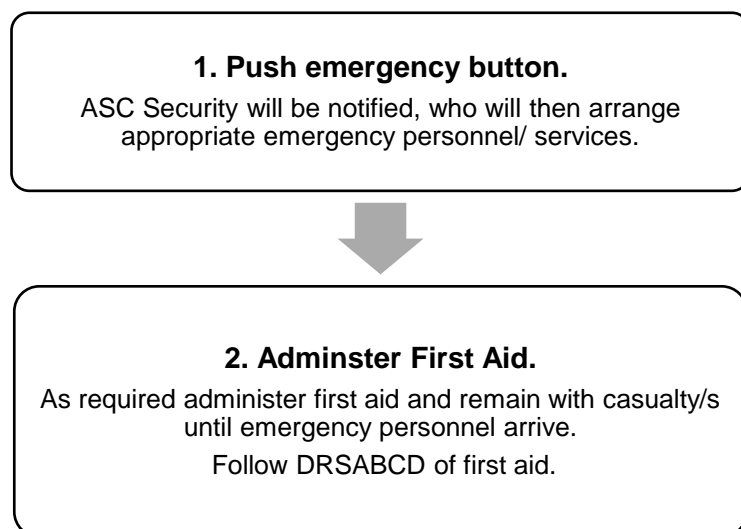 1. Push emergency button.
ASC Security will be notified, who will then arrange
appropriate emergency personnel/ services.
2. Adminster First Aid.
As required administer first aid and remain with casualty/s
until emergency personnel arrive.
Follow DRSABCD of first aid.